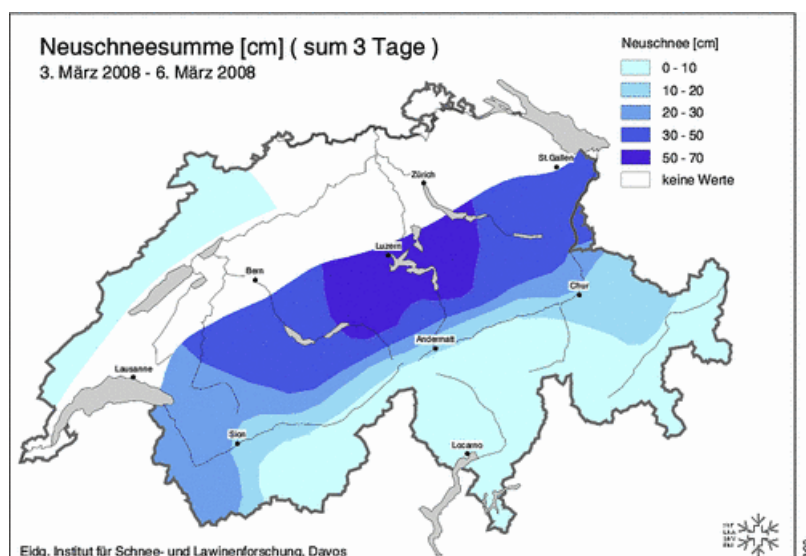 Neuschneesumme [cm] ( sum 3 Tage )
3. März 2008 - 6. März 2008
Neuschnee [cm]
0 - 10
10 - 20
20 - 30
30 - 50
50 - 70
keine Werte
St.Gallen
Zürich
Luzern
Bern
Chur
Andermatt
Lausanne
Sion
Locarno
Eidg. Institut für Schnee- und Lawinenforschung, Davos